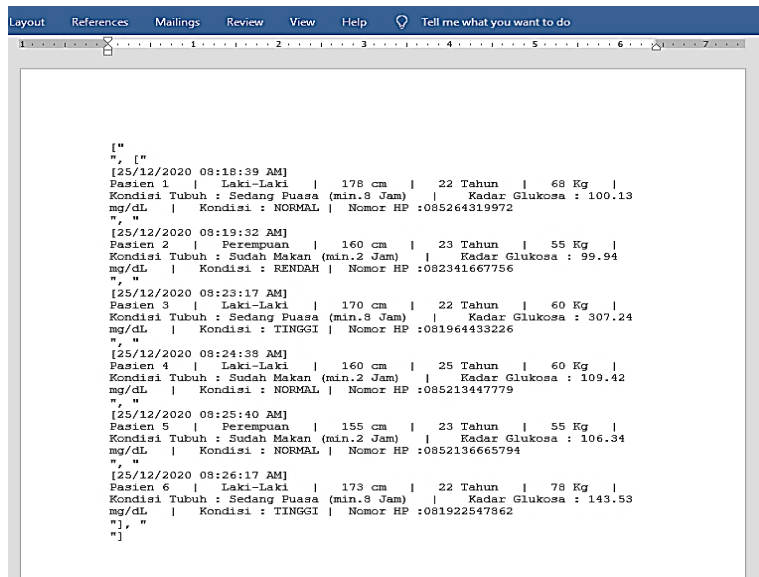 Layout References Mailings Review View Help Tell me what you want to do
1 1 2 3 4 5 6 7
["
", ["
[25/12/2020 08:18:39 AM]
Pasien 1 | Laki-Laki | 178 cm | 22 Tahun | 68 Kg |
Kondisi Tubuh : Sedang Puasa (min.8 Jam) | Kadar Glukosa : 100.13
mg/dL | Kondisi : NORMAL | Nomor HP :085264319972
", "
[25/12/2020 08:19:32 AM]
Pasien 2 | Perempuan | 160 cm | 23 Tahun | 55 Kg |
Kondisi Tubuh : Sudah Makan (min.2 Jam) | Kadar Glukosa : 99.94
mg/dL | Kondisi : RENDAH | Nomor HP :082341667756
", "
[25/12/2020 08:23:17 AM]
Pasien 3 | Laki-Laki | 170 cm | 22 Tahun | 60 Kg |
Kondisi Tubuh : Sedang Puasa (min.8 Jam) | Kadar Glukosa : 307.24
mg/dL | Kondisi : TINGGI | Nomor HP :081964433226
", "
[25/12/2020 08:24:38 AM]
Pasien 4 | Laki-Laki | 160 cm | 25 Tahun | 60 Kg |
Kondisi Tubuh : Sudah Makan (min.2 Jam) | Kadar Glukosa : 109.42
mg/dL | Kondisi : NORMAL | Nomor HP :085213447779
", "
[25/12/2020 08:25:40 AM]
Pasien 5 | Perempuan | 155 cm | 23 Tahun | 55 Kg |
Kondisi Tubuh : Sudah Makan (min.2 Jam) | Kadar Glukosa : 106.34
mg/dL | Kondisi : NORMAL | Nomor HP :0852136665794
", "
[25/12/2020 08:26:17 AM]
Pasien 6 | Laki-Laki | 173 cm | 22 Tahun | 78 Kg |
Kondisi Tubuh : Sedang Puasa (min.8 Jam) | Kadar Glukosa : 143.53
mg/dL | Kondisi : TINGGI | Nomor HP :081922547862
"], "
"]